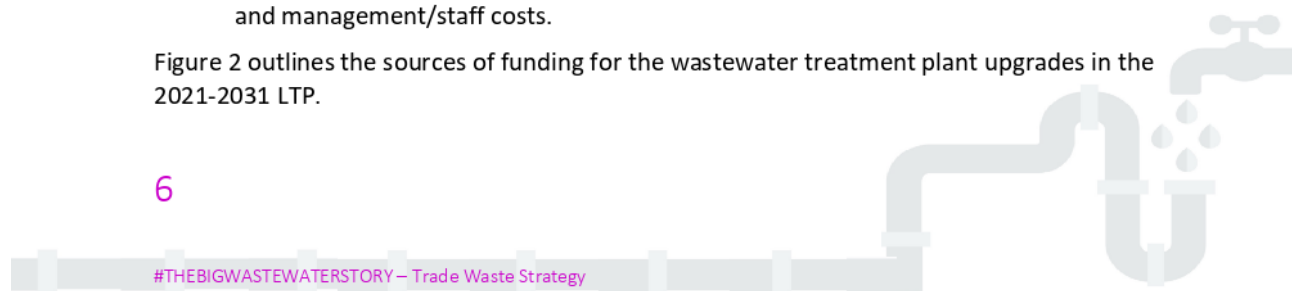 and management/staff costs.
Figure 2 outlines the sources of funding for the wastewater treatment plant upgrades in the
2021-2031 LTP.
6
#THEBIGWASTEWATERSTORY – Trade Waste Strategy